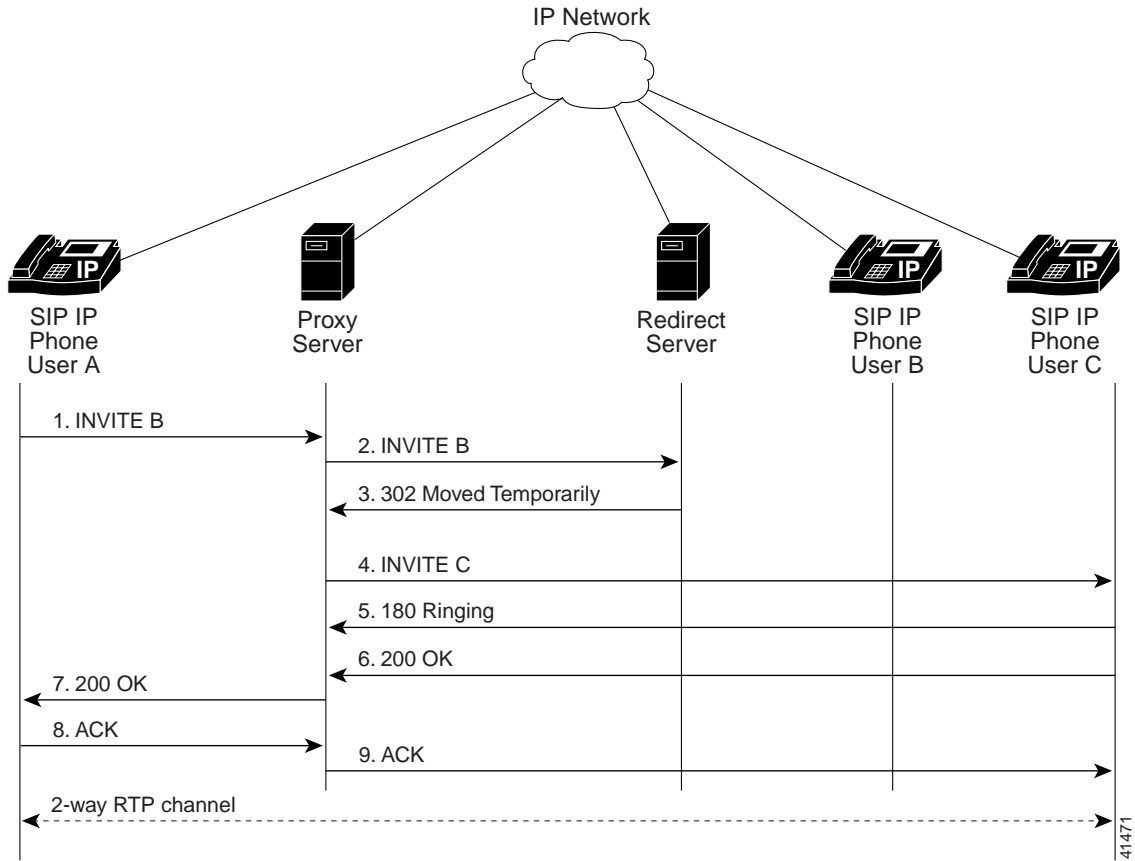 IP Network
IP
IP
IP
SIP IP
Phone
User A
Proxy
Server
Redirect
Server
SIP IP
Phone
User B
SIP IP
Phone
User C
1. INVITE B
2. INVITE B
3. 302 Moved Temporarily
4. INVITE C
5. 180 Ringing
6. 200 OK
7. 200 OK
8. ACK
9. ACK
2-way RTP channel
41471